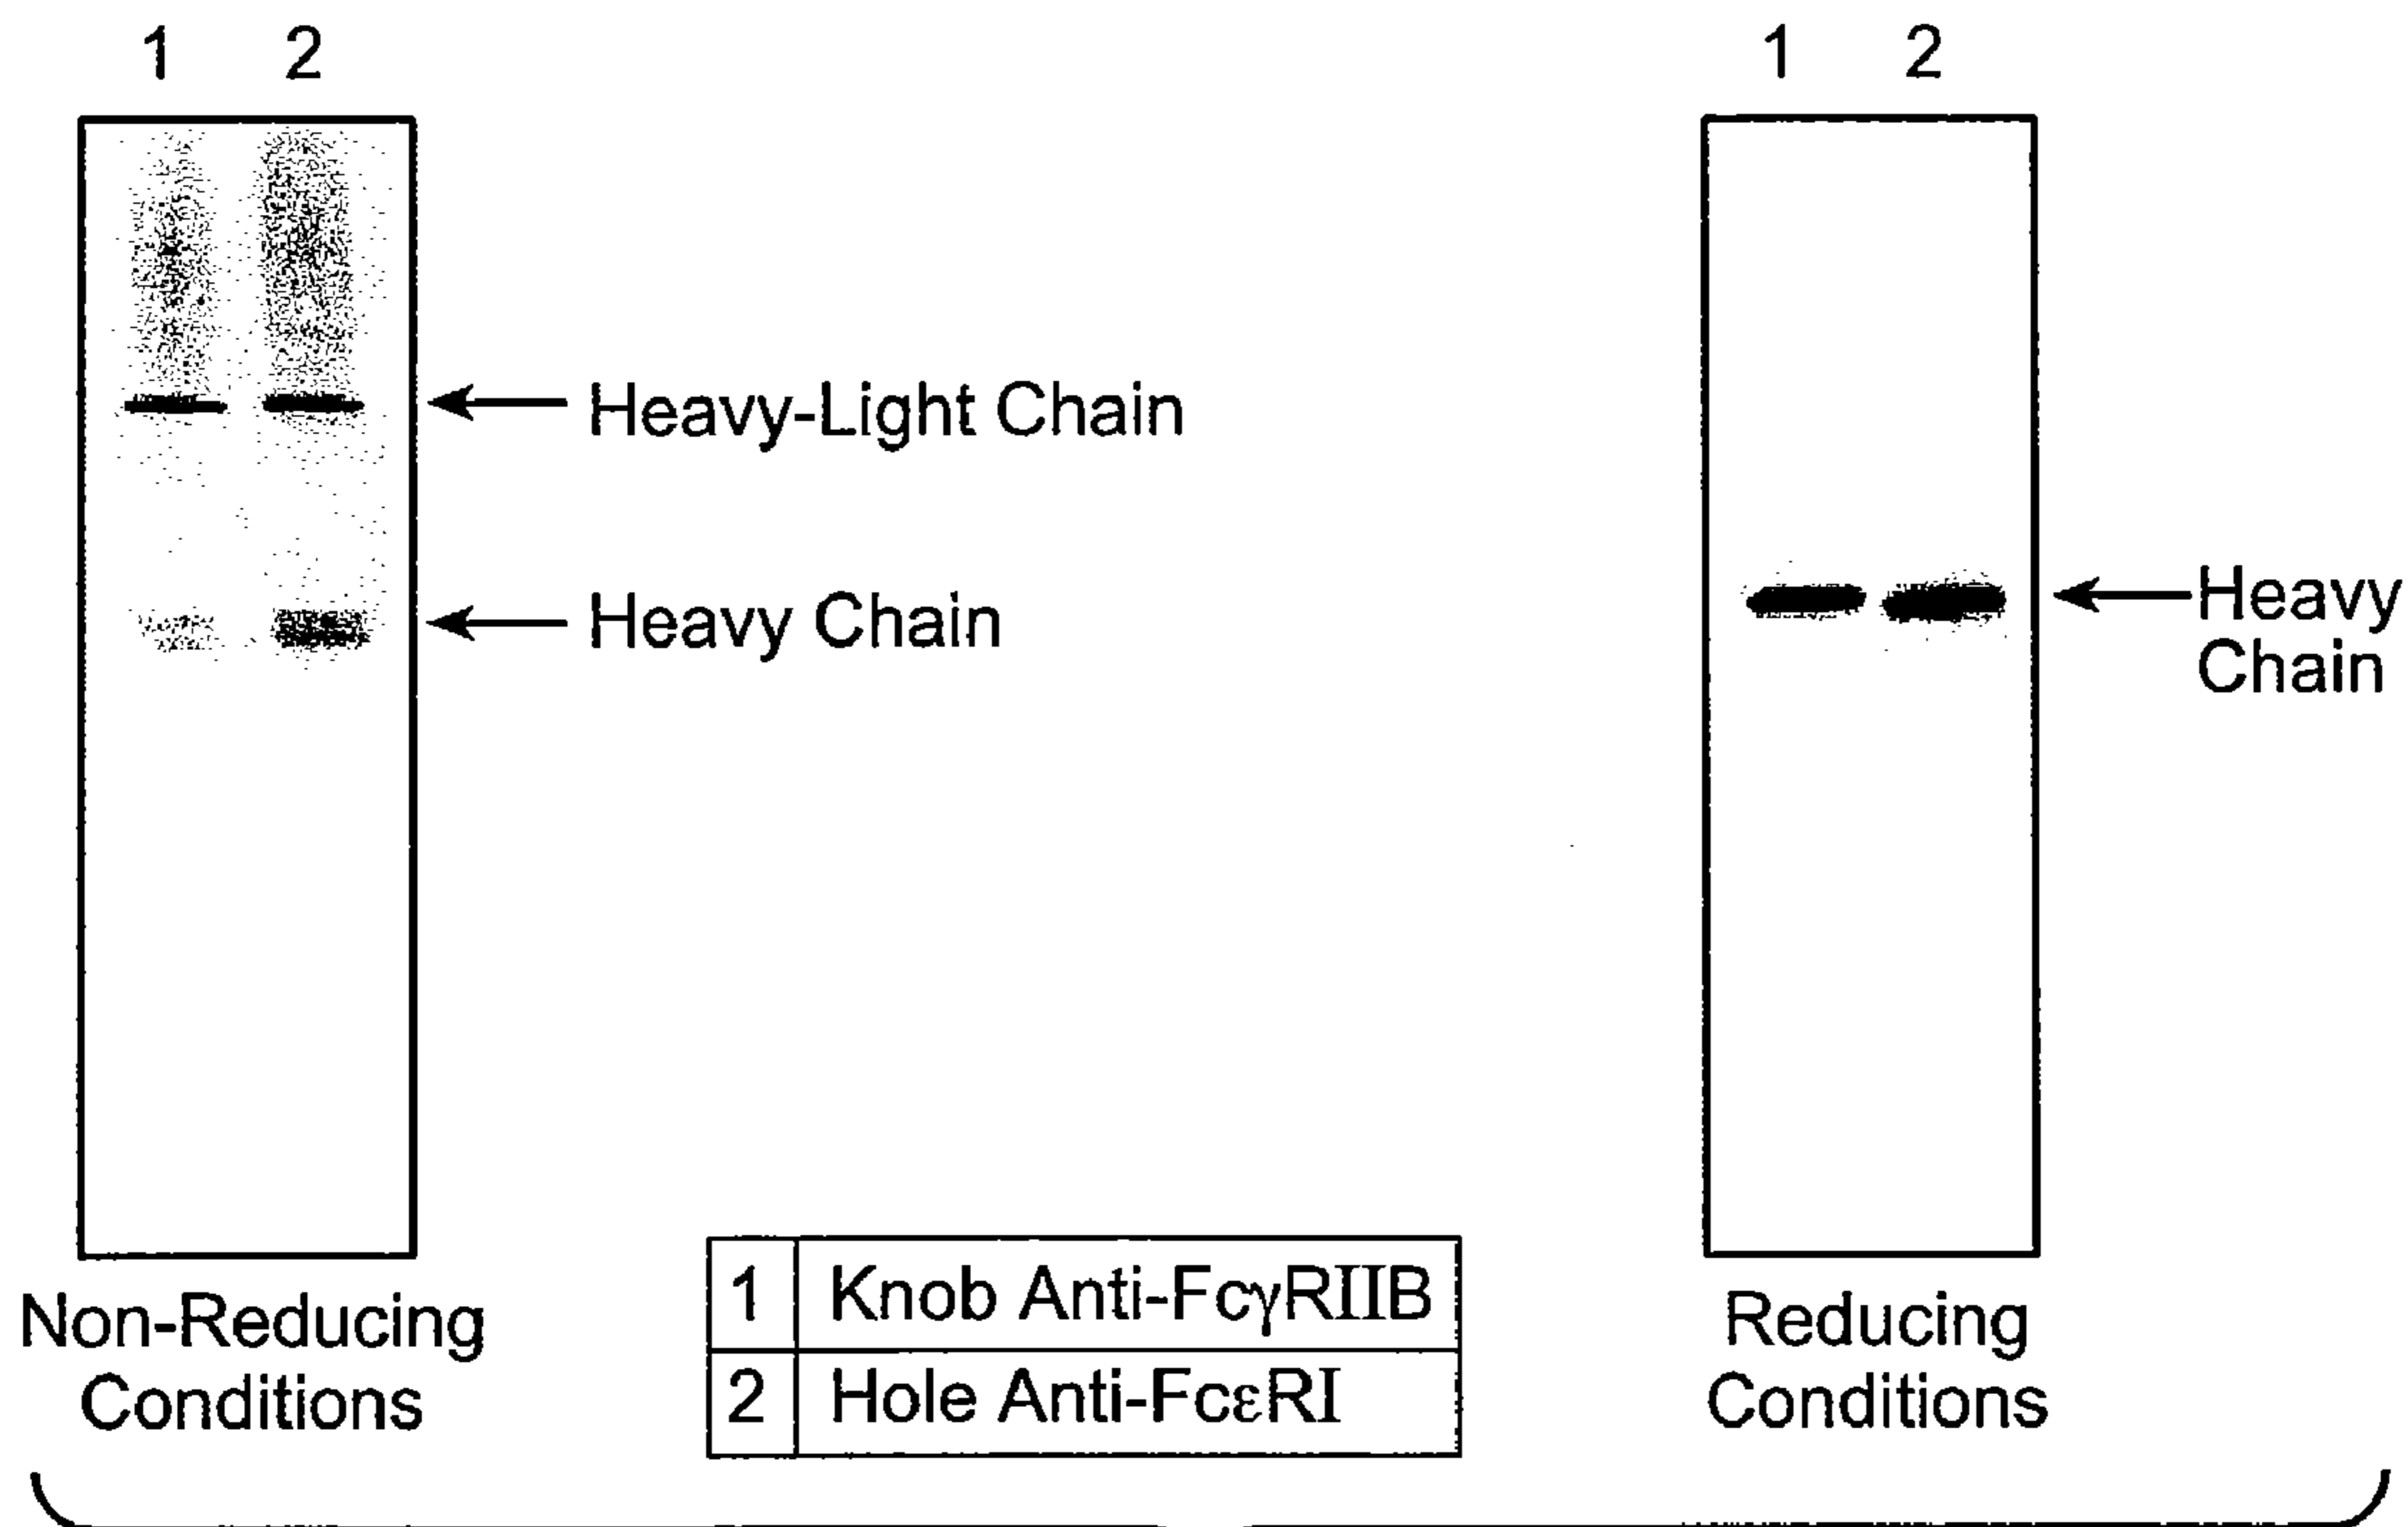 1 2
1 2
Heavy-Light Chain
Heavy Chain
Heavy
Chain
1 Knob Anti-FcγRIIB
2 Hole Anti-FcεRI
Non-Reducing
Conditions
Reducing
Conditions